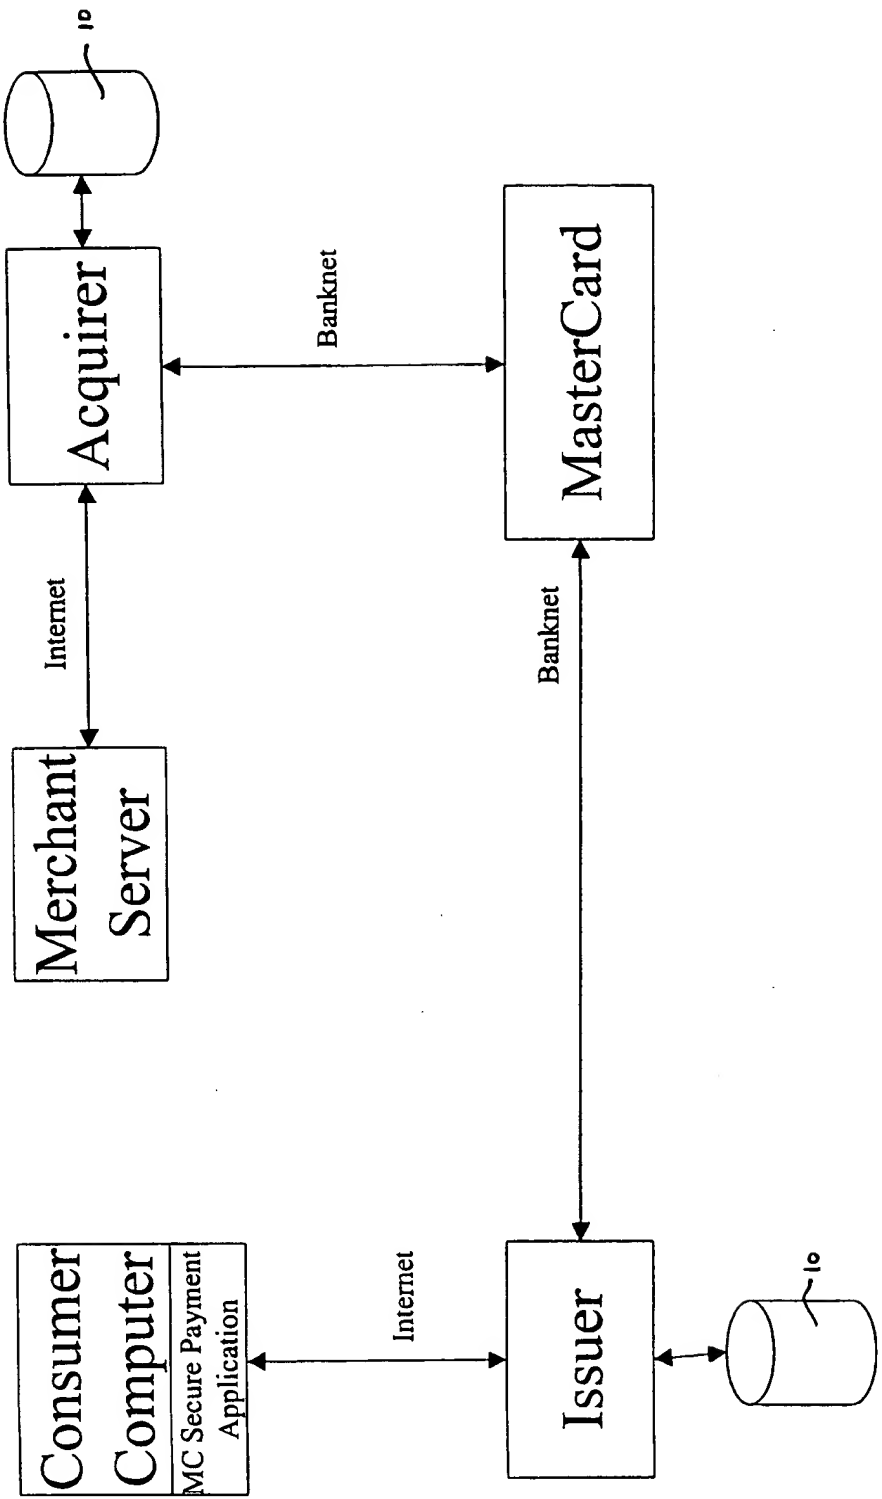 Consumer
Computer
MC Secure Payment
Application
Internet
Issuer
10
Merchant
Server
Internet
Acquirer
10
Banknet
Banknet
MasterCard